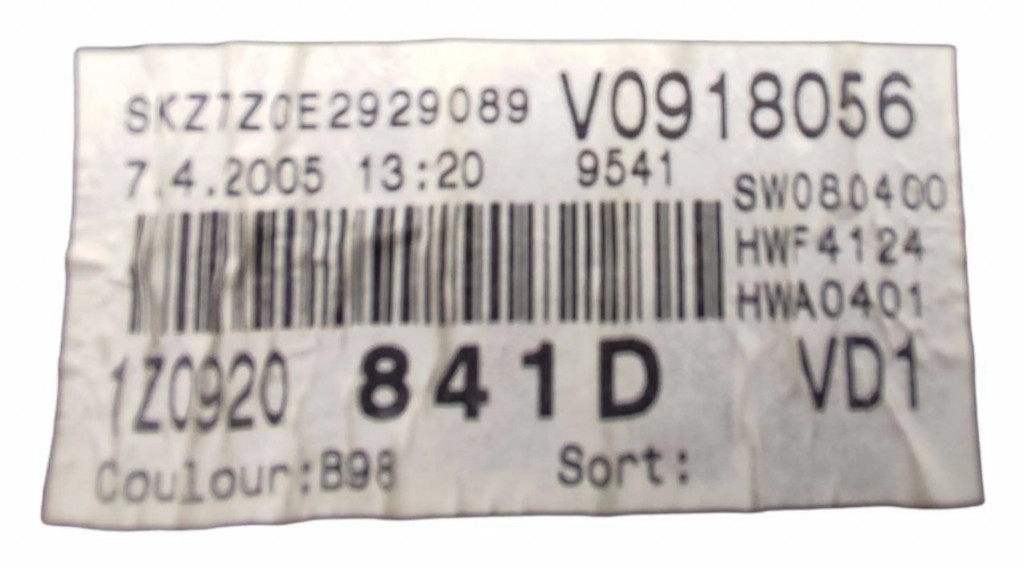 SKZ7Z0E2929089 V0918056
7.4.2005 13:20 9541
SW080400
HWF4124
HWA0401
1Z0920 841D VD1
Coulour:B98 Sort: